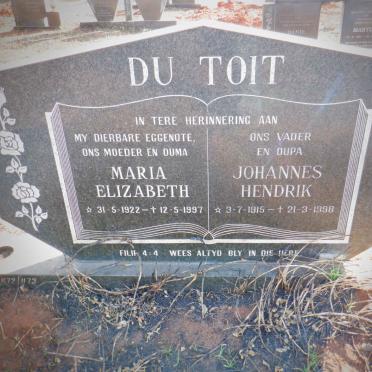 DU TOIT
IN TERE HERINNERING AAN
MY DIERBARE EGGENOTE,
ONS MOEDER EN OUMA
MARIA
ELIZABETH
☆ 31-5-1922 – ✝ 12-5-1997
ONS VADER
EN OUPA
JOHANNES
HENDRIK
☆ 3-7-1915 – ✝ 21-3-1998
FILIP. 4:4 WEES ALTYD BLY IN DIE HERE